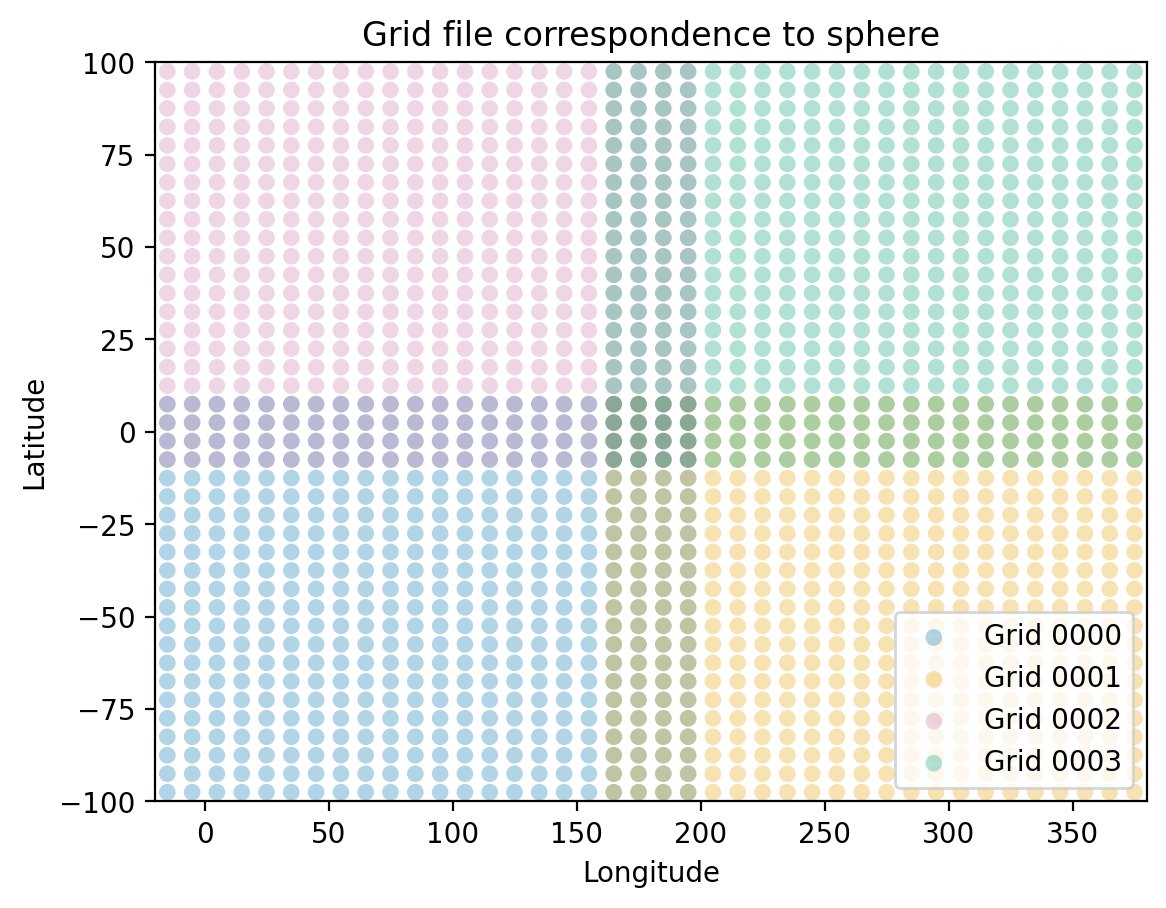 Grid file correspondence to sphere
100
75
50
25
0
−25
−50
−75
−100
Latitude
Grid 0000
Grid 0001
Grid 0002
Grid 0003
0 50 100 150 200 250 300 350
Longitude